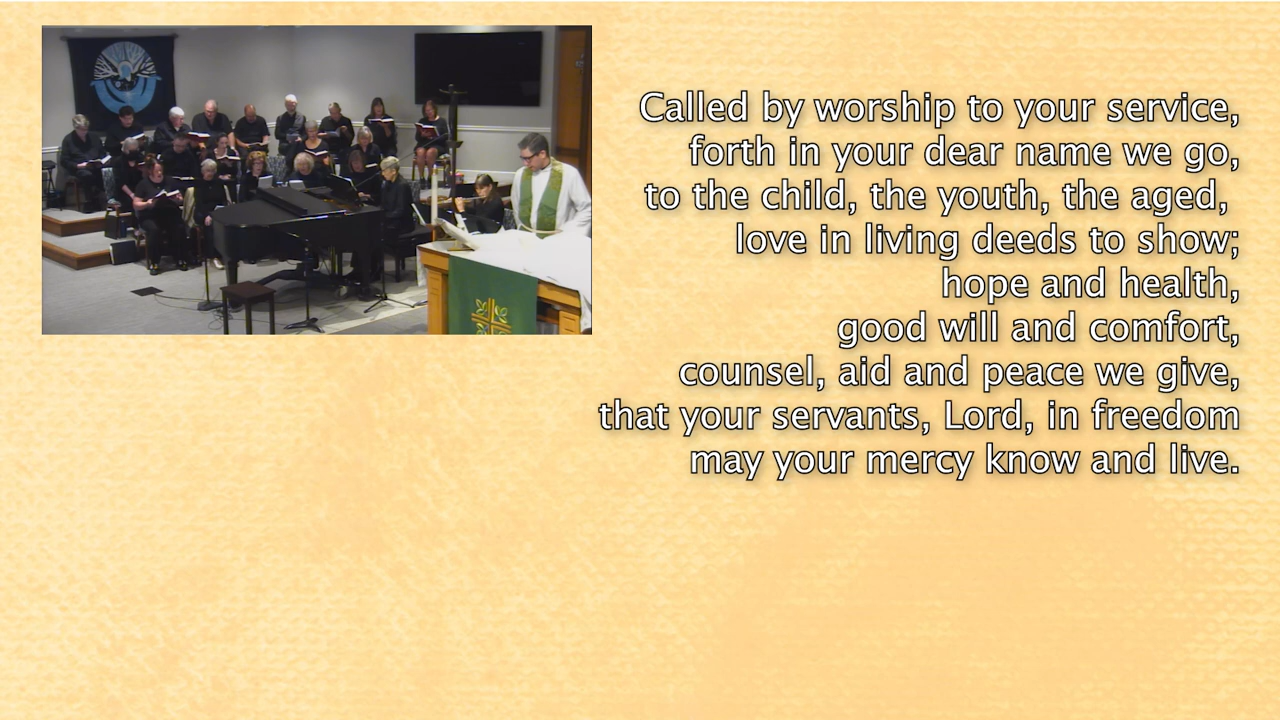 Called by worship to your service,
forth in your dear name we go,
to the child, the youth, the aged,
love in living deeds to show;
hope and health,
good will and comfort,
counsel, aid and peace we give,
that your servants, Lord, in freedom
may your mercy know and live.